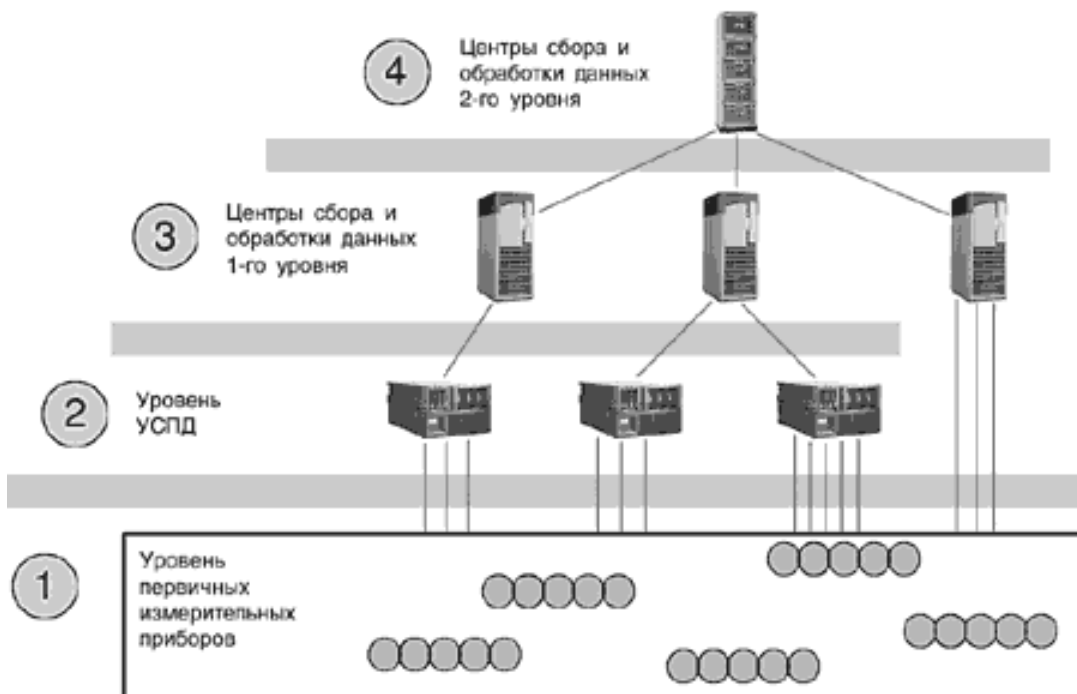 4
Центры сбора и
обработки данных
2-го уровня
3
Центры сбора и
обработки данных
1-го уровня
2
Уровень
УСПД
1
Уровень
первичных
измерительных
приборов